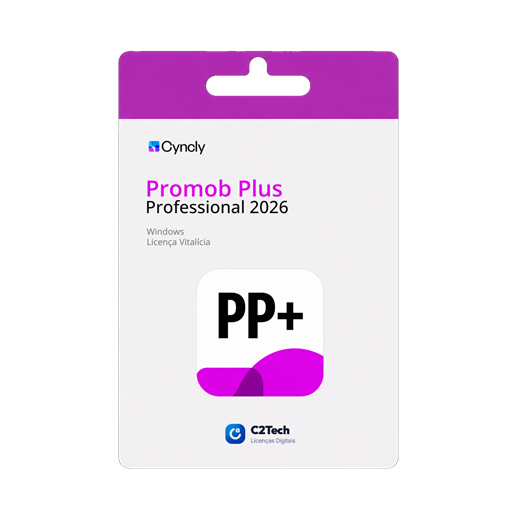 Cyncly
Promob Plus
Professional 2026
Windows
Licença Vitalícia
PP+
C2Tech
Licenças Digitais